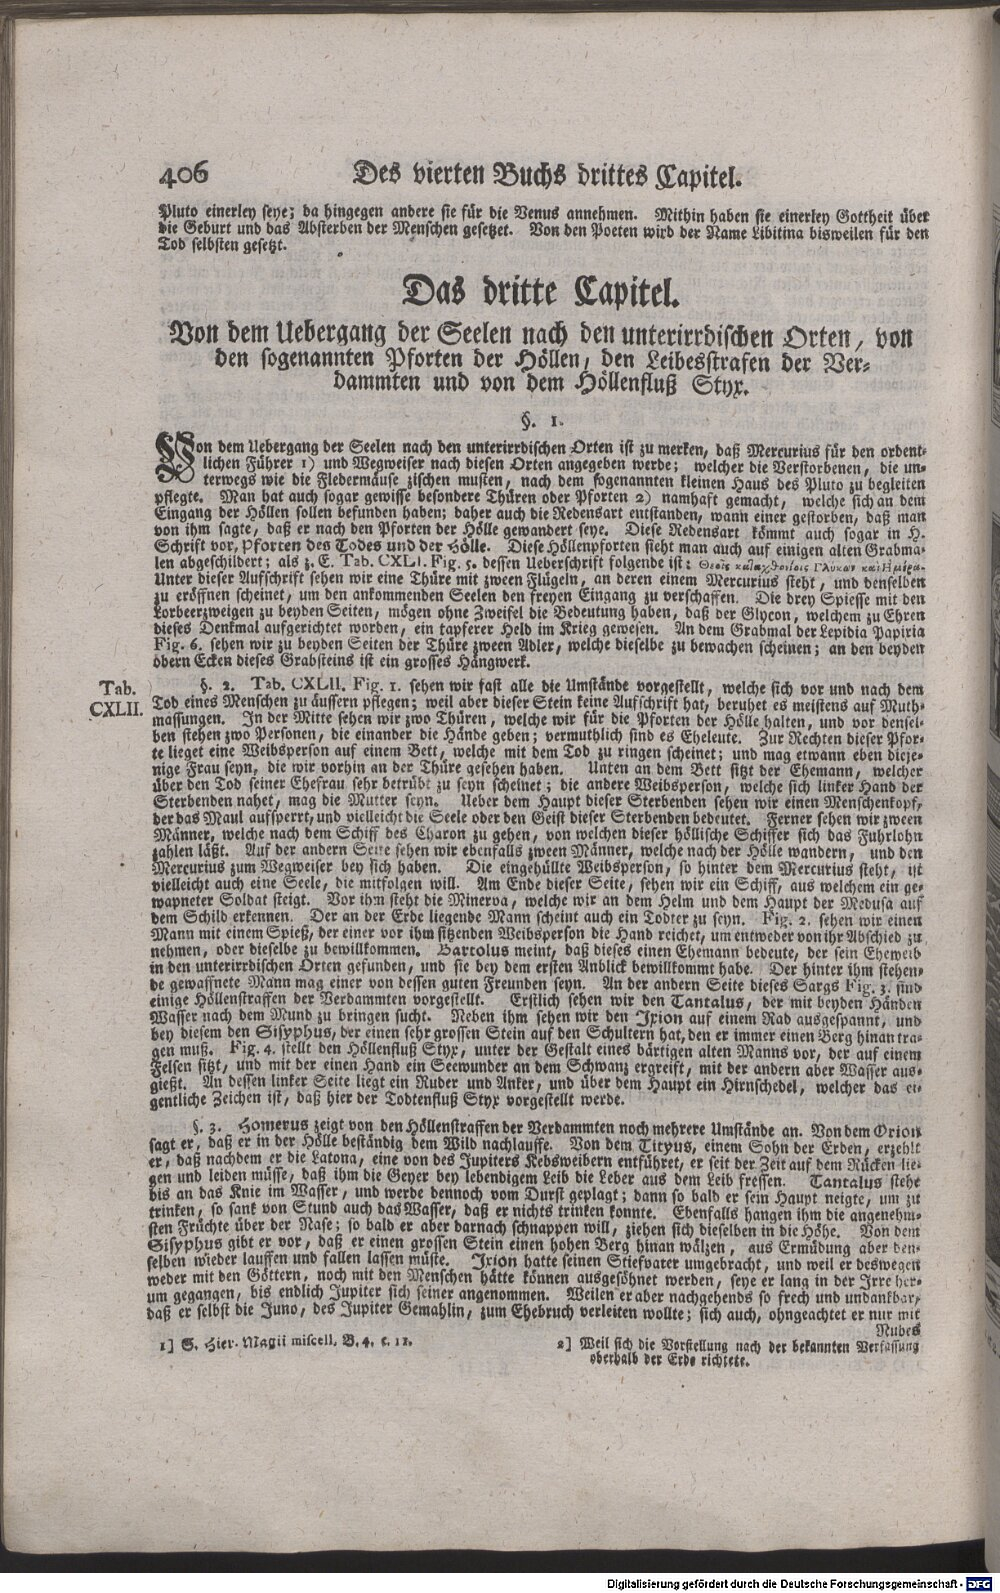 406 Des vierten Buchs drittes Capitel.
Pluto einerley seye; da hingegen andere sie für die Venus annehmen. Mithin haben sie einerley Gottheit über
die Geburt und das Absterben der Menschen gesetzet. Von den Poeten wird der Name Libitina bisweilen für den
Tod selbsten gesetzt.
Das dritte Capitel.
Von dem Uebergang der Seelen nach den unterirrdischen Orten, von
den sogenannten Pforten der Höllen, den Leibesstrafen der Ver-
dammten und von dem Höllenfluß Styx.
§. 1.
Von dem Uebergang der Seelen nach den unterirrdischen Orten ist zu merken, daß Mercurius für den ordent-
lichen Führer 1) und Wegweiser nach diesen Orten angegeben werde; welcher die Verstorbenen, die un-
terwegs wie die Fledermäuse zischen musten, nach dem sogenannten kleinen Haus des Pluto zu begleiten
pflegte. Man hat auch sogar gewisse besondere Thüren oder Pforten 2) namhaft gemacht, welche sich an dem
Eingang der Höllen sollen befunden haben; daher auch die Redensart entstanden, wann einer gestorben, daß man
von ihm sagte, daß er nach den Pforten der Hölle gewandert seye. Diese Redensart kömmt auch sogar in H.
Schrift vor, Pforten des Todes und der Hölle. Diese Höllenpforten sieht man auch auf einigen alten Grabma-
len abgeschildert; als z. E. Tab. CXLI. Fig. 5. dessen Ueberschrift folgende ist: Θεοῖς καταχθονίοις Γλύκων καὶ Ημέρα.
Unter dieser Aufschrift sehen wir eine Thüre mit zween Flügeln, an deren einem Mercurius steht, und denselben
zu eröffnen scheinet, um den ankommenden Seelen den freyen Eingang zu verschaffen. Die drey Spiesse mit den
Lorbeerzweigen zu beyden Seiten, mögen ohne Zweifel die Bedeutung haben, daß der Glycon, welchem zu Ehren
dieses Denkmal aufgerichtet worden, ein tapferer Held im Krieg gewesen. An dem Grabmal der Lepidia Papiria
Fig. 6. sehen wir zu beyden Seiten der Thüre zween Adler, welche dieselbe zu bewachen scheinen; an den beyden
obern Ecken dieses Grabsteins ist ein grosses Hängwerk.
Tab.
CXLII.
§. 2. Tab. CXLII. Fig. 1. sehen wir fast alle die Umstände vorgestellt, welche sich vor und nach dem
Tod eines Menschen zu äussern pflegen; weil aber dieser Stein keine Aufschrift hat, beruhet es meistens auf Muth-
massungen. In der Mitte sehen wir zwo Thüren, welche wir für die Pforten der Hölle halten, und vor densel-
ben stehen zwo Personen, die einander die Hände geben; vermuthlich sind es Eheleute. Zur Rechten dieser Pfor-
te lieget eine Weibsperson auf einem Bett, welche mit dem Tod zu ringen scheinet; und mag etwann eben dieje-
nige Frau seyn, die wir vorhin an der Thüre gesehen haben. Unten an dem Bett sitzt der Ehemann, welcher
über den Tod seiner Ehefrau sehr betrübt zu seyn scheinet; die andere Weibsperson, welche sich linker Hand der
Sterbenden nahet, mag die Mutter seyn. Ueber dem Haupt dieser Sterbenden sehen wir einen Menschenkopf,
der das Maul aufsperrt, und vielleicht die Seele oder den Geist dieser Sterbenden bedeutet. Ferner sehen wir zween
Männer, welche nach dem Schiff des Charon zu gehen, von welchen dieser höllische Schiffer sich das Fuhrlohn
zahlen läßt. Auf der andern Seite sehen wir ebenfalls zween Männer, welche nach der Hölle wandern, und den
Mercurius zum Wegweiser bey sich haben. Die eingehüllte Weibsperson, so hinter dem Mercurius steht, ist
vielleicht auch eine Seele, die mitfolgen will. Am Ende dieser Seite, sehen wir ein Schiff, aus welchem ein ge-
wapneter Soldat steigt. Vor ihm steht die Minerva, welche wir an dem Helm und dem Haupt der Medusa auf
dem Schild erkennen. Der an der Erde liegende Mann scheint auch ein Todter zu seyn. Fig. 2. sehen wir einen
Mann mit einem Spieß, der einer vor ihm sitzenden Weibsperson die Hand reichet, um entweder von ihr Abschied zu
nehmen, oder dieselbe zu bewillkommen. Bartolus meint, daß dieses einen Ehemann bedeute, der sein Eheweib
in den unterirrdischen Orten gefunden, und sie bey dem ersten Anblick bewillkommt habe. Der hinter ihm stehen-
de gewaffnete Mann mag einer von dessen guten Freunden seyn. An der andern Seite dieses Sargs Fig. 3. sind
einige Höllenstraffen der Verdammten vorgestellt. Erstlich sehen wir den Tantalus, der mit beyden Händen
Wasser nach dem Mund zu bringen sucht. Neben ihm sehen wir den Ixion auf einem Rad ausgespannt, und
bey diesem den Sisyphus, der einen sehr grossen Stein auf den Schultern hat, den er immer einen Berg hinan tra-
gen muß. Fig. 4. stellt den Höllenfluß Styx, unter der Gestalt eines bärtigen alten Manns vor, der auf einem
Felsen sitzt, und mit der einen Hand ein Seewunder an dem Schwanz ergreift, mit der andern aber Wasser aus-
gießt. An dessen linker Seite liegt ein Ruder und Anker, und über dem Haupt ein Hirnschedel, welcher das ei-
gentliche Zeichen ist, daß hier der Todtenfluß Styx vorgestellt werde.
§. 3. Homerus zeigt von den Höllenstraffen der Verdammten noch mehrere Umstände an. Von dem Orion
sagt er, daß er in der Hölle beständig dem Wild nachlauffe. Von dem Tityus, einem Sohn der Erden, erzehlt
er, daß nachdem er die Latona, eine von des Jupiters Kebsweibern entführet, er seit der Zeit auf dem Rücken lie-
gen und leiden müsse, daß ihm die Geyer bey lebendigem Leib die Leber aus dem Leib fressen. Tantalus stehe
bis an das Knie im Wasser, und werde dennoch vom Durst geplagt; dann so bald er sein Haupt neigte, um zu
trinken, so sank von Stund auch das Wasser, daß er nichts trinken konnte. Ebenfalls hangen ihm die angenehm-
sten Früchte über der Nase; so bald er aber darnach schnappen will, ziehen sich dieselben in die Höhe. Von dem
Sisyphus gibt er vor, daß er einen grossen Stein einen hohen Berg hinan wälzen, aus Ermüdung aber den-
selben wieder lauffen und fallen lassen müste. Ixion hatte seinen Stiefvater umgebracht, und weil er deswegen
weder mit den Göttern, noch mit den Menschen hätte können ausgesöhnet werden, seye er lang in der Irre her-
um gegangen, bis endlich Jupiter sich seiner angenommen. Weilen er aber nachgehends so frech und undankbar,
daß er selbst die Juno, des Jupiter Gemahlin, zum Ehebruch verleiten wollte; sich auch, ohngeachtet er nur mit
Nubes
1] S. Hier. Magii miscell. B. 4. c. 12.
2] Weil sich die Vorstellung nach der bekannten Verfassung
oberhalb der Erde richtete.
Digitalisierung gefördert durch die Deutsche Forschungsgemeinschaft - DFG